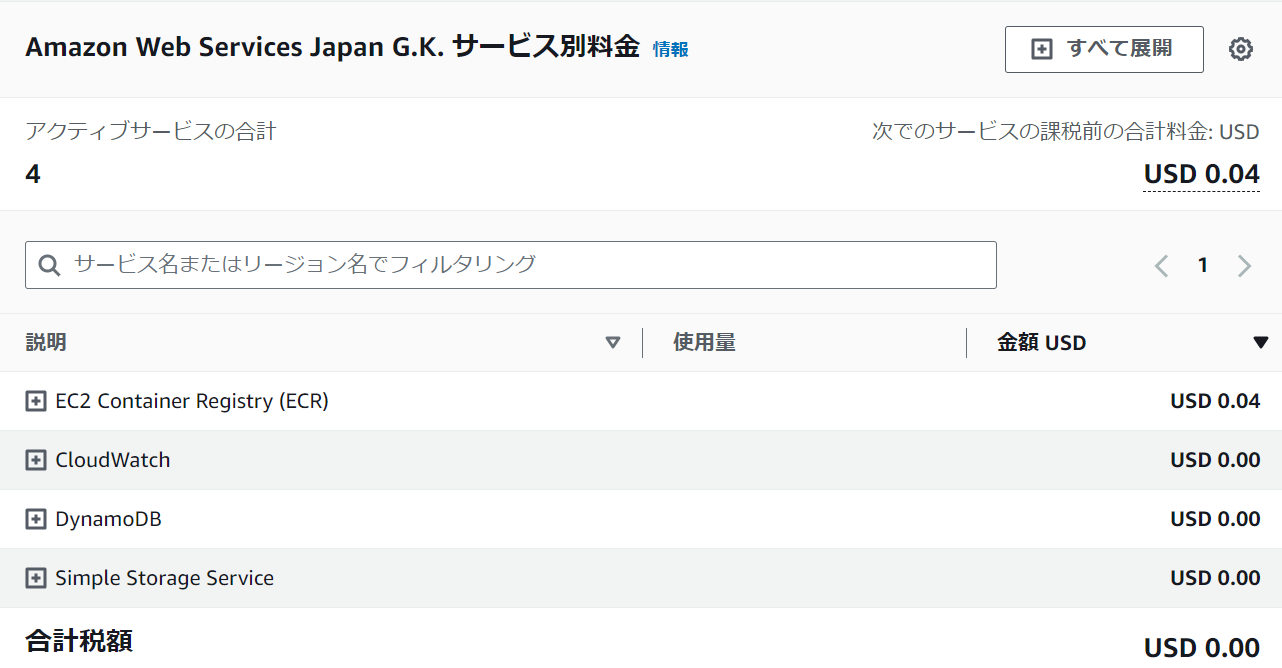 Amazon Web Services Japan G.K. サービス別料金 情報
すべて展開
アクティブサービスの合計
4
次でのサービスの課税前の合計料金: USD
USD 0.04
サービス名またはリージョン名でフィルタリング
1
説明 使用量 金額 USD
EC2 Container Registry (ECR) USD 0.04
CloudWatch USD 0.00
DynamoDB USD 0.00
Simple Storage Service USD 0.00
合計税額 USD 0.00